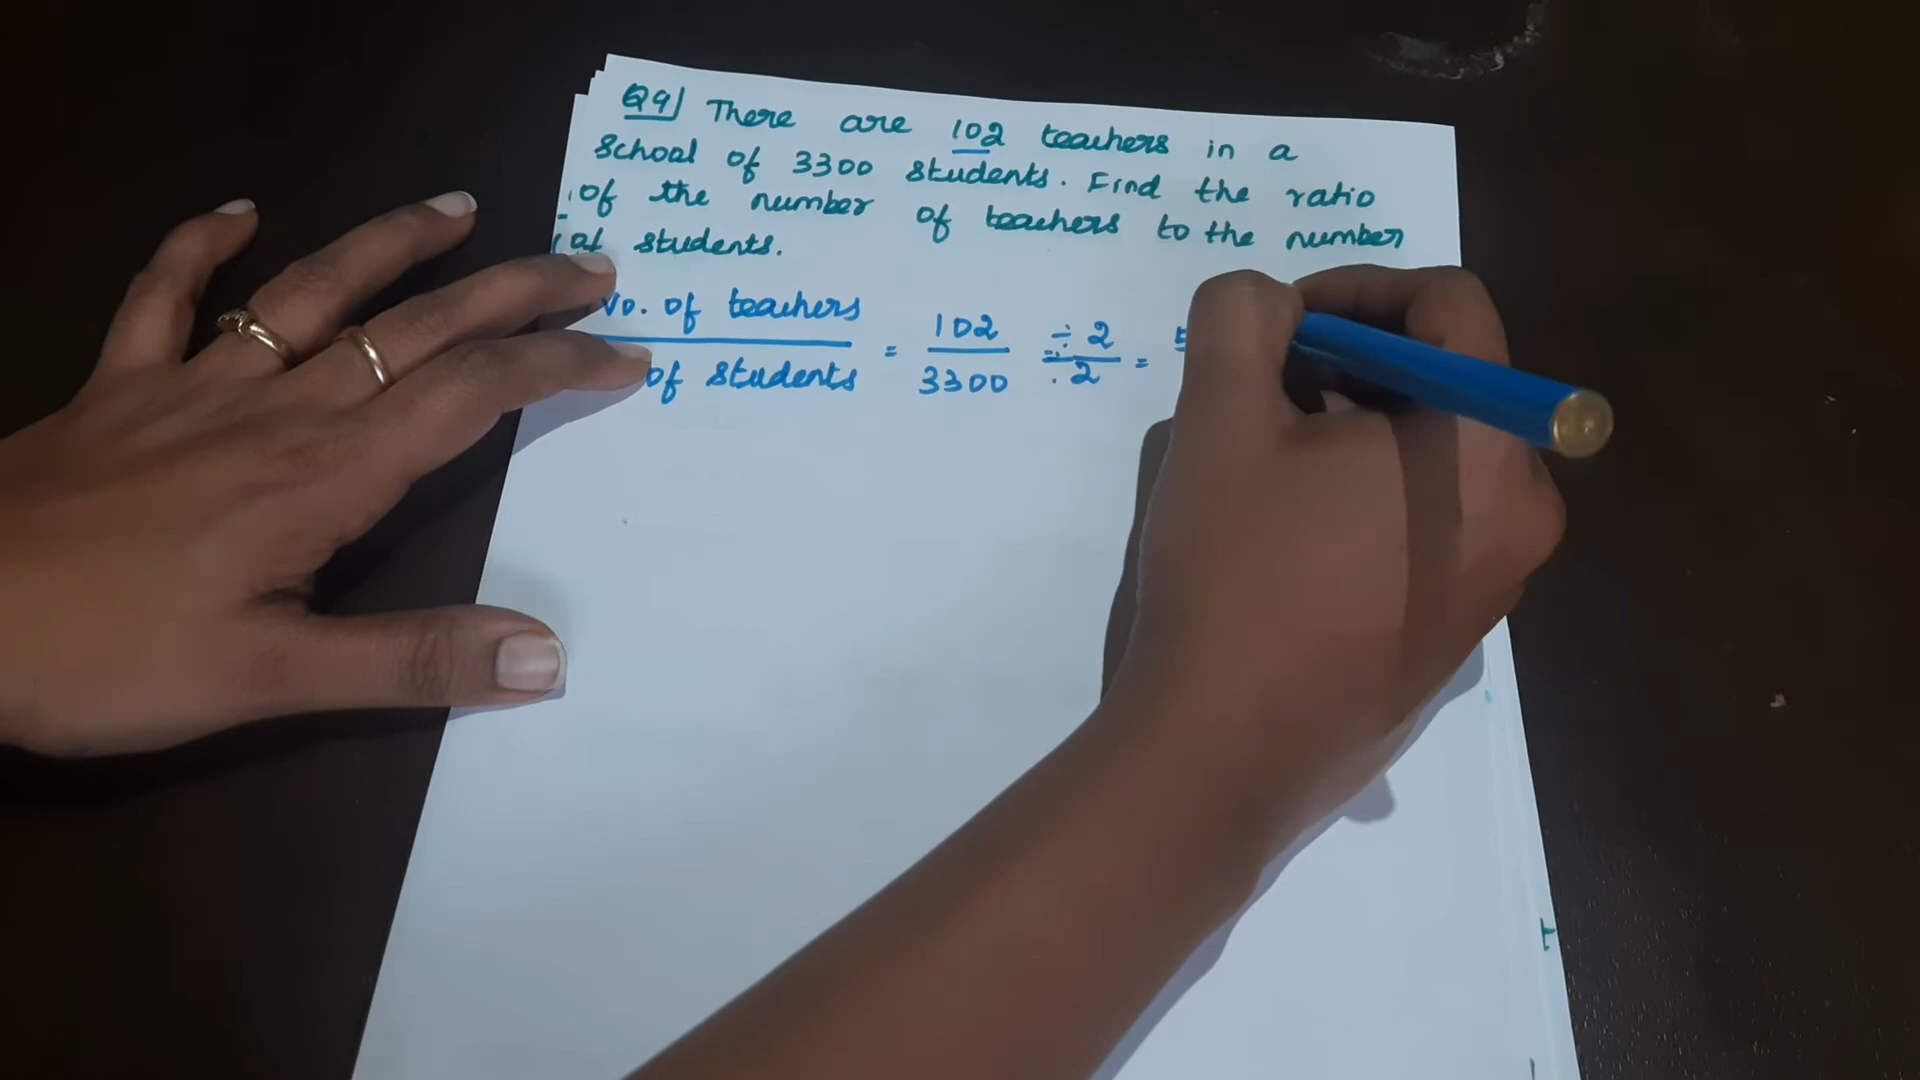 Q9) There are 102 teachers in a
School of 3300 students. Find the ratio
of the number of teachers to the number
of students.
No. of teachers
of students
= 102 / 3300 ÷ 2 / ÷ 2 = 5